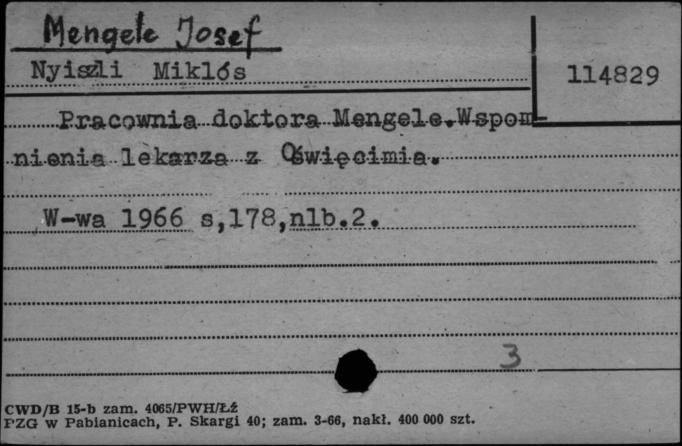 Mengele Josef
Nyiszli Miklós
114829
Pracownia doktora Mengele.Wspom-
nienia lekarza z Oświęcimia.
W-wa 1966 s,178,nlb.2.
3
CWD/B 15-b zam. 4065/PWH/Łź
PZG w Pabianicach, P. Skargi 40; zam. 3-66, nakł. 400 000 szt.